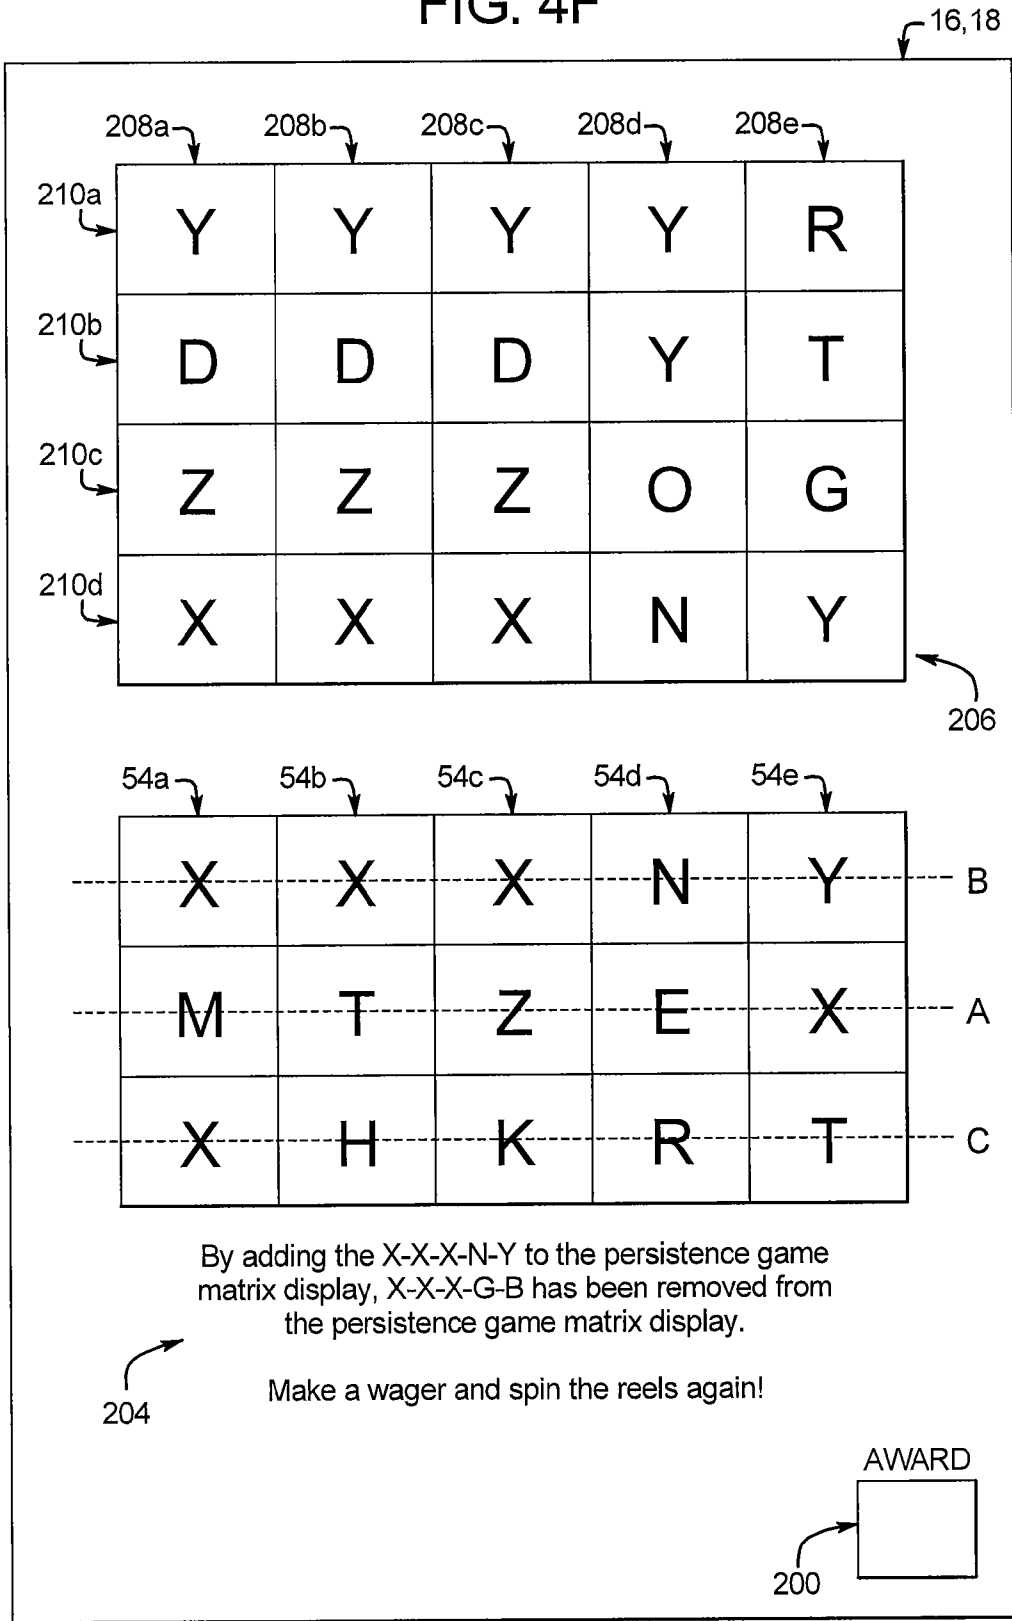 FIG. 4F
16,18
208a 208b 208c 208d 208e
210a
Y Y Y Y R
210b
D D D Y T
210c
Z Z Z O G
210d
X X X N Y
206
54a 54b 54c 54d 54e
X X X N Y B
M T Z E X A
X H K R T C
By adding the X-X-X-N-Y to the persistence game
matrix display, X-X-X-G-B has been removed from
the persistence game matrix display.
204
Make a wager and spin the reels again!
AWARD
200